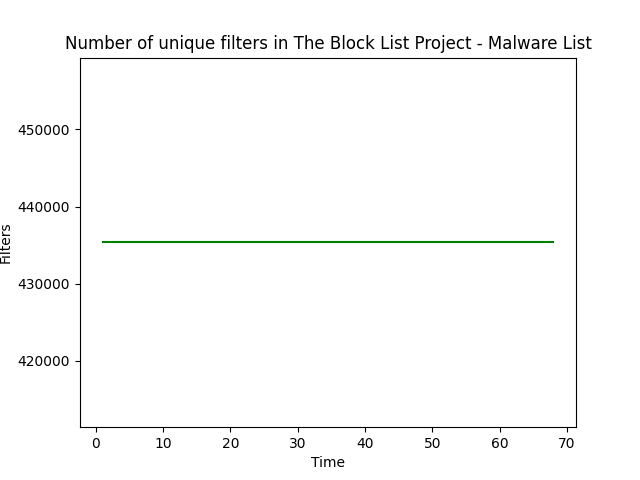 Number of unique filters in The Block List Project - Malware List
450000
440000
430000
420000
Filters
0 10 20 30 40 50 60 70
Time